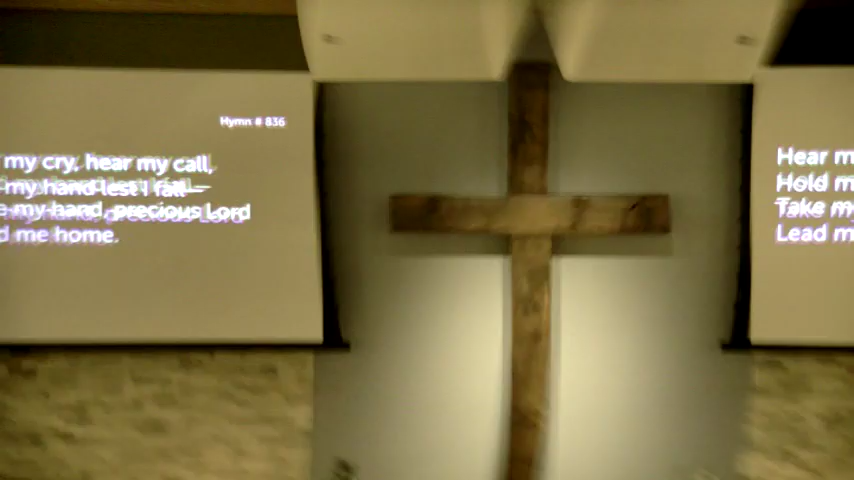 Hymn # 836
my cry, hear my call,
my hand lest I fall
my hand, precious Lord
d me home.
Hear m
Hold m
Take m
Lead m